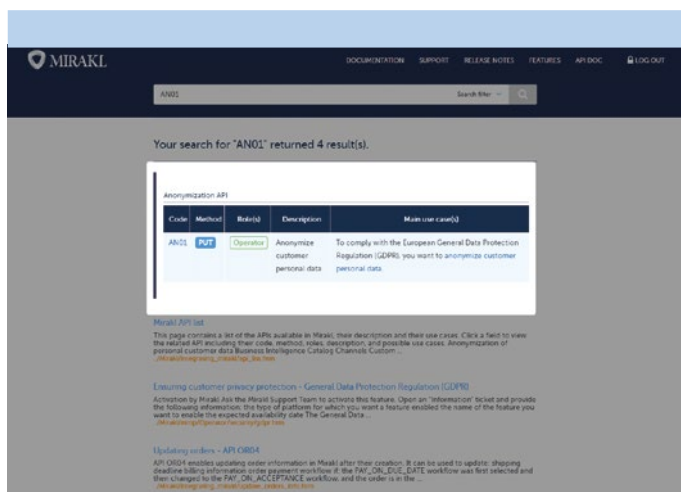 MIRAKL
DOCUMENTATION SUPPORT RELEASE NOTES FEATURES API DOC LOG OUT
AN01 Search filter
Your search for "AN01" returned 4 result(s).
Anonymization API
Code Method Role(s) Description Main use case(s)
AN01 PUT Operator Anonymize To comply with the European General Data Protection
customer Regulation (GDPR), you want to anonymize customer
personal data personal data
Mirakl API list
This page contains a list of the APIs available in Mirakl, their description and their use cases. Click a field to view
the related API including their code, method, roles, description, and possible use cases. Anonymization of
personal customer data Business Intelligence Catalog Channels Custom ...
Ensuring customer privacy protection - General Data Protection Regulation (GDPR)
Activation by Mirakl Ask the Mirakl Support Team to activate this feature. Open an "Information" ticket and provide
the following information: the type of platform for which you want a feature enabled the name of the feature you
want to enable the expected availability date The General Data ...
Updating orders - API OR04
API OR04 enables updating order information in Mirakl after their creation. It can be used to update: shipping
deadline billing information order payment workflow if: the PAY_ON_DUE_DATE workflow was first selected and
then changed to the PAY_ON_ACCEPTANCE workflow, and the order is in the ...